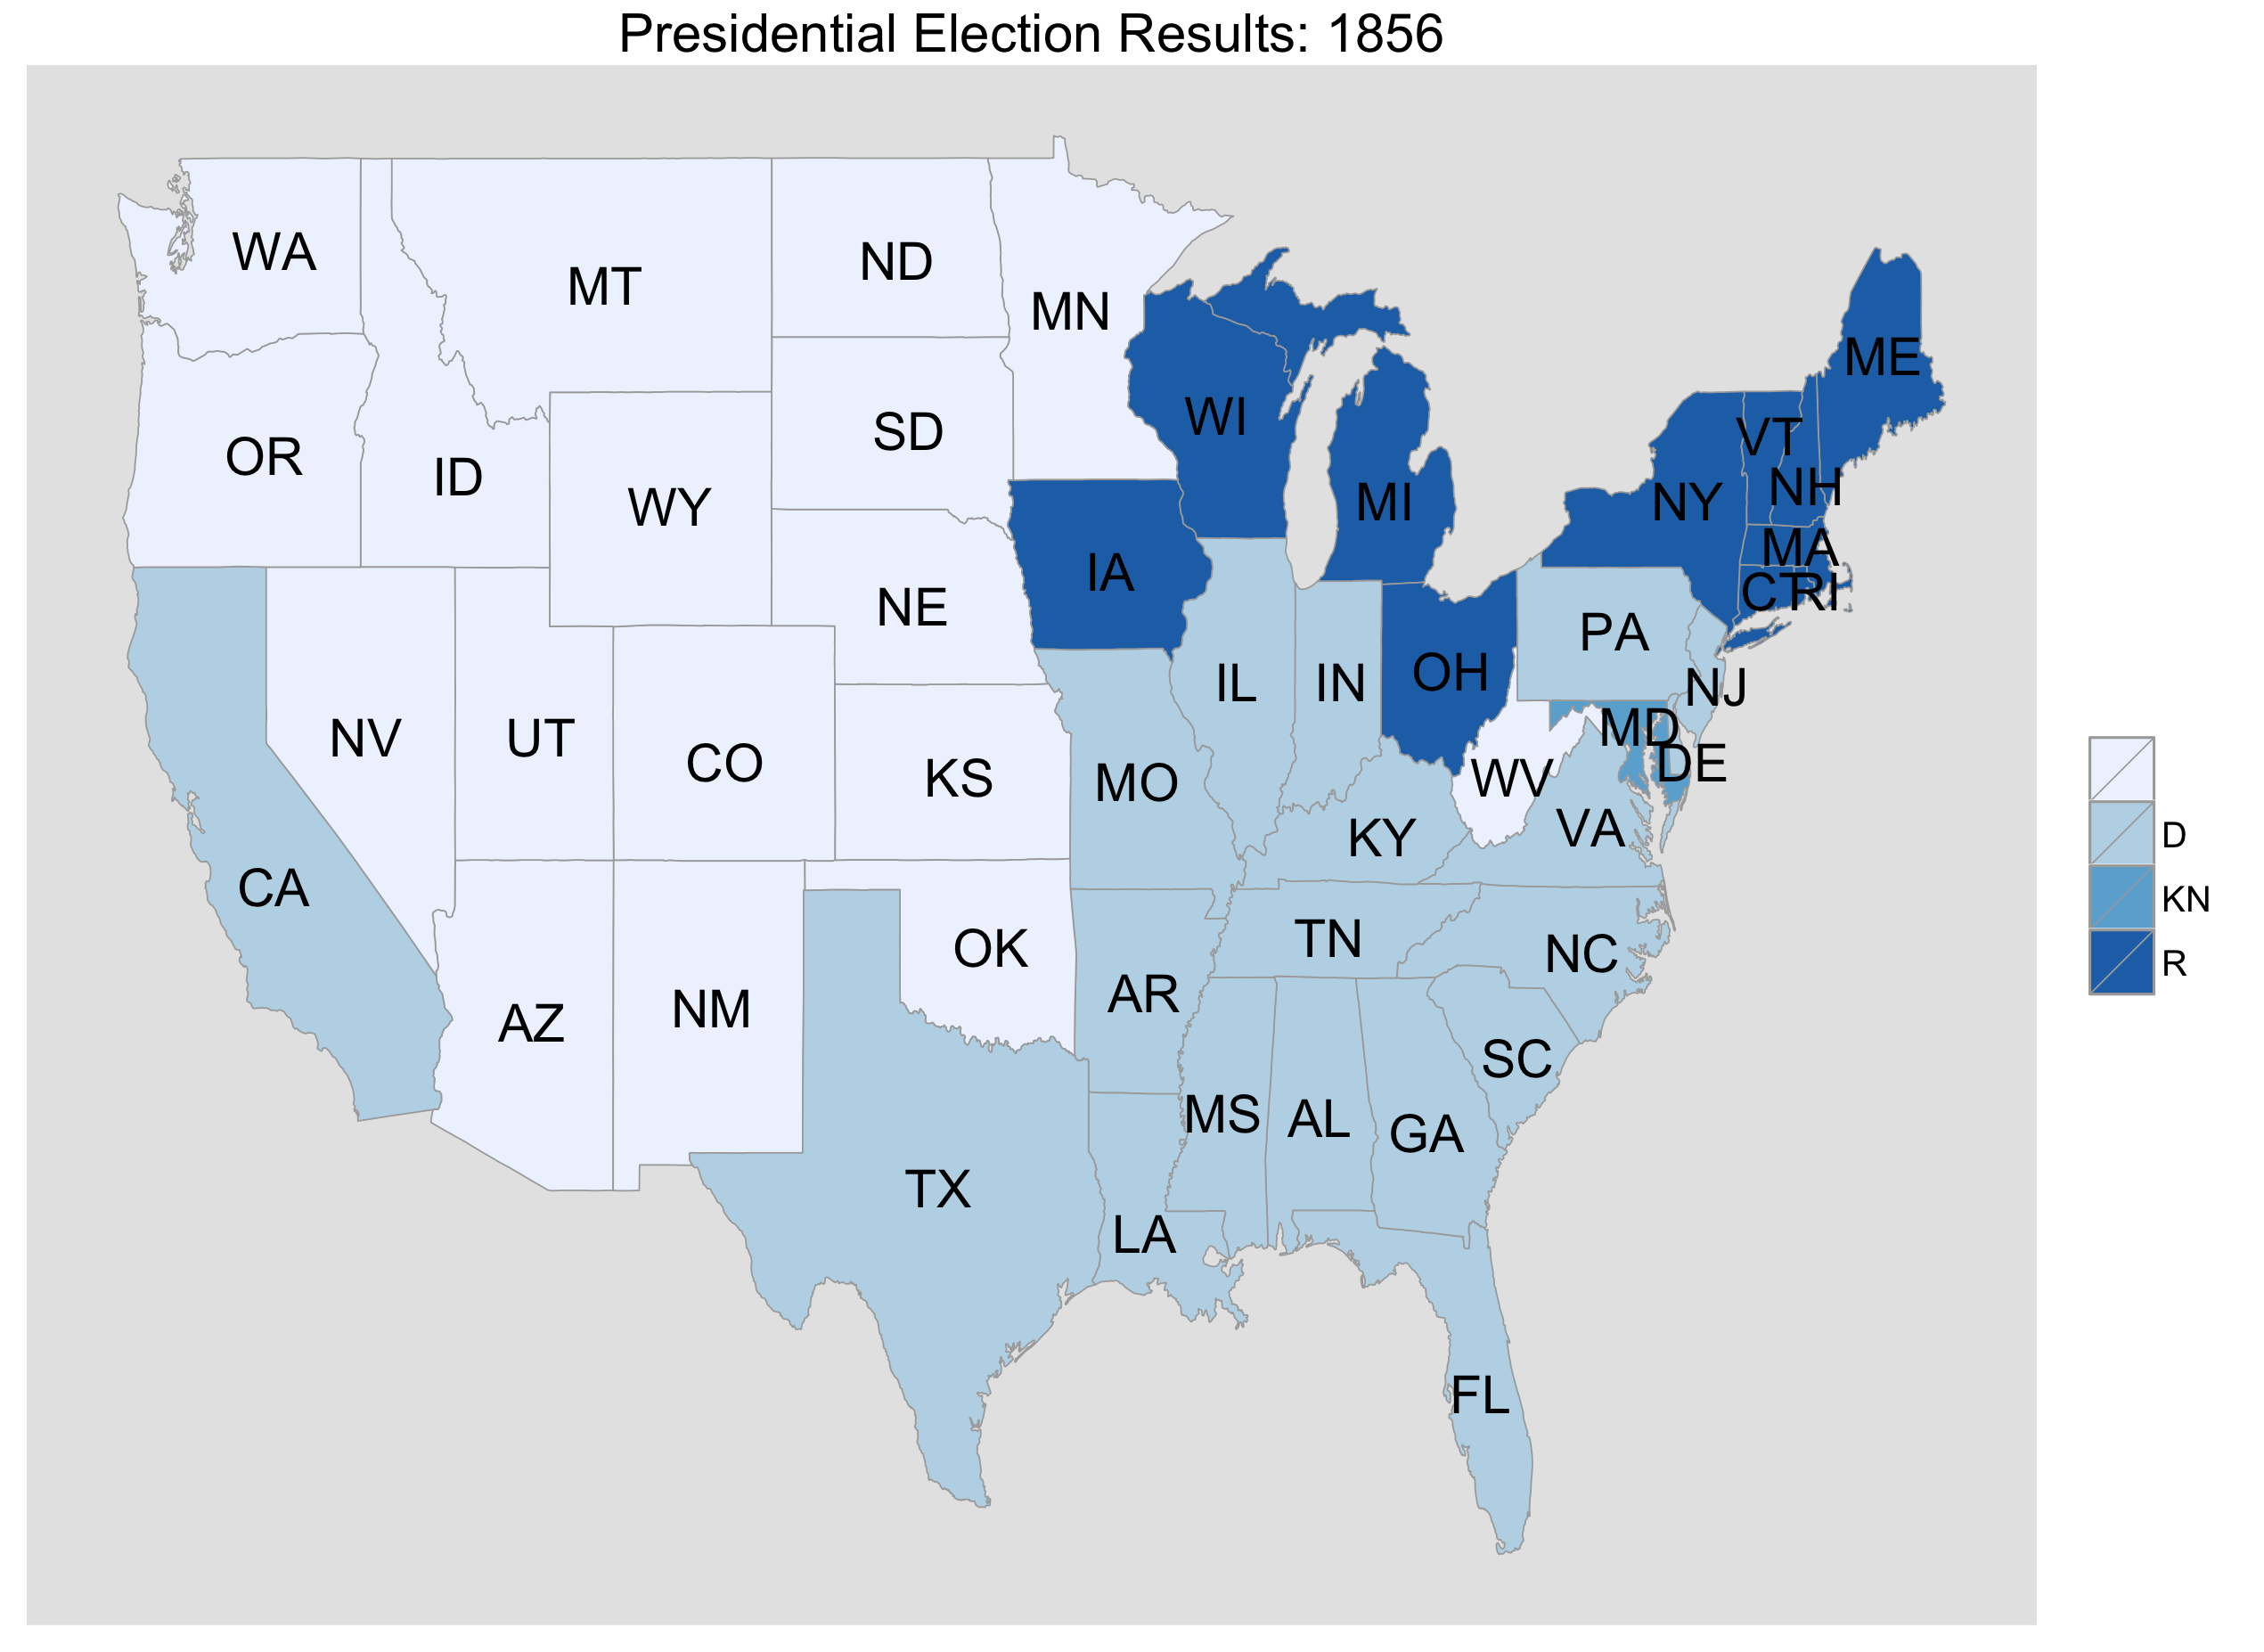 Presidential Election Results: 1856
WA
MT
ND
MN
ME
OR
ID
WY
SD
WI
MI
NY
VT
NH
MA
CT
RI
IA
NE
PA
NJ
NV
UT
CO
KS
MO
IL
IN
OH
WV
MD
DE
VA
KY
CA
AZ
NM
OK
AR
TN
NC
SC
MS
AL
GA
TX
LA
FL
D
KN
R